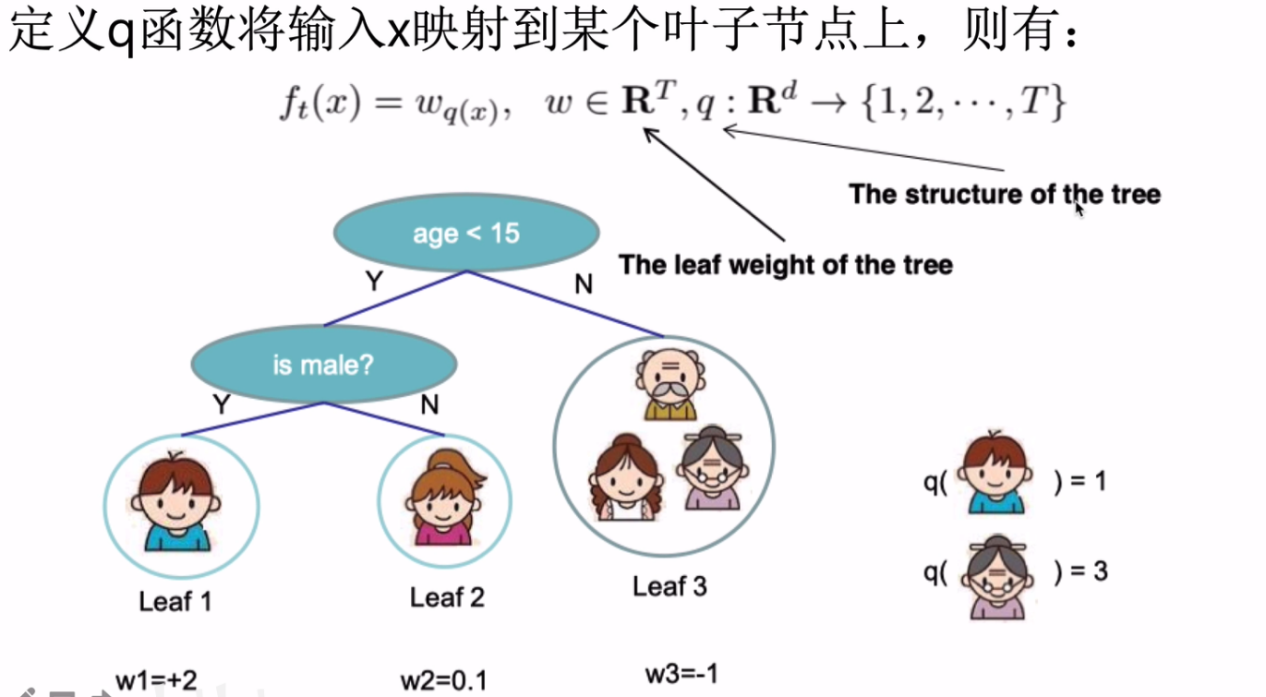 定义q函数将输入x映射到某个叶子节点上，则有：
f_t(x) = w_{q(x)}, w ∈ R^T, q : R^d → {1, 2, ⋯, T}
The structure of the tree
age < 15
The leaf weight of the tree
Y
N
is male?
Y
N
q( ) = 1
q( ) = 3
Leaf 1
Leaf 2
Leaf 3
w1=+2
w2=0.1
w3=-1